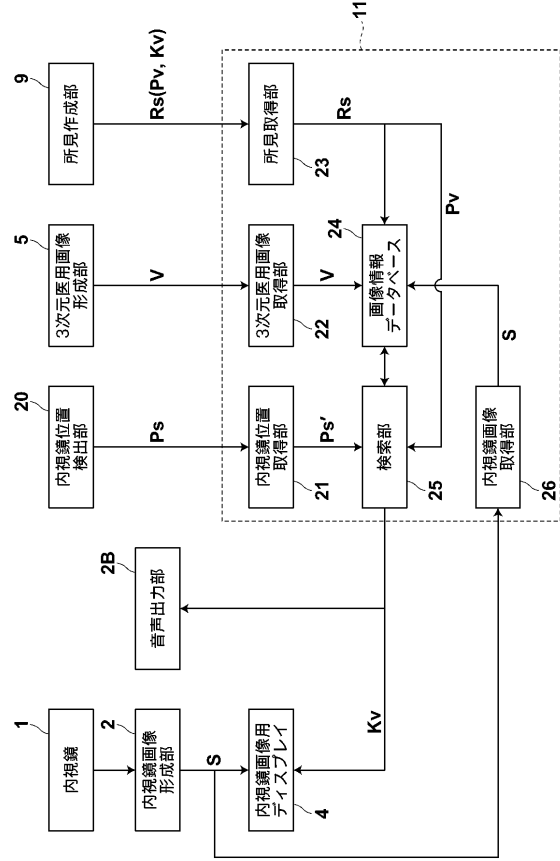 1
内視鏡
2
内視鏡画像
形成部
S
内視鏡画像用
ディスプレイ
4
2B
音声出力部
Kv
20
内視鏡位置
検出部
Ps
内視鏡位置
取得部
21
Ps'
検索部
25
内視鏡画像
取得部
26
S
5
3次元医用画像
形成部
V
3次元医用画像
取得部
22
V
24
画像情報
データベース
9
所見作成部
Rs(Pv, Kv)
所見取得部
23
Rs
Pv
11